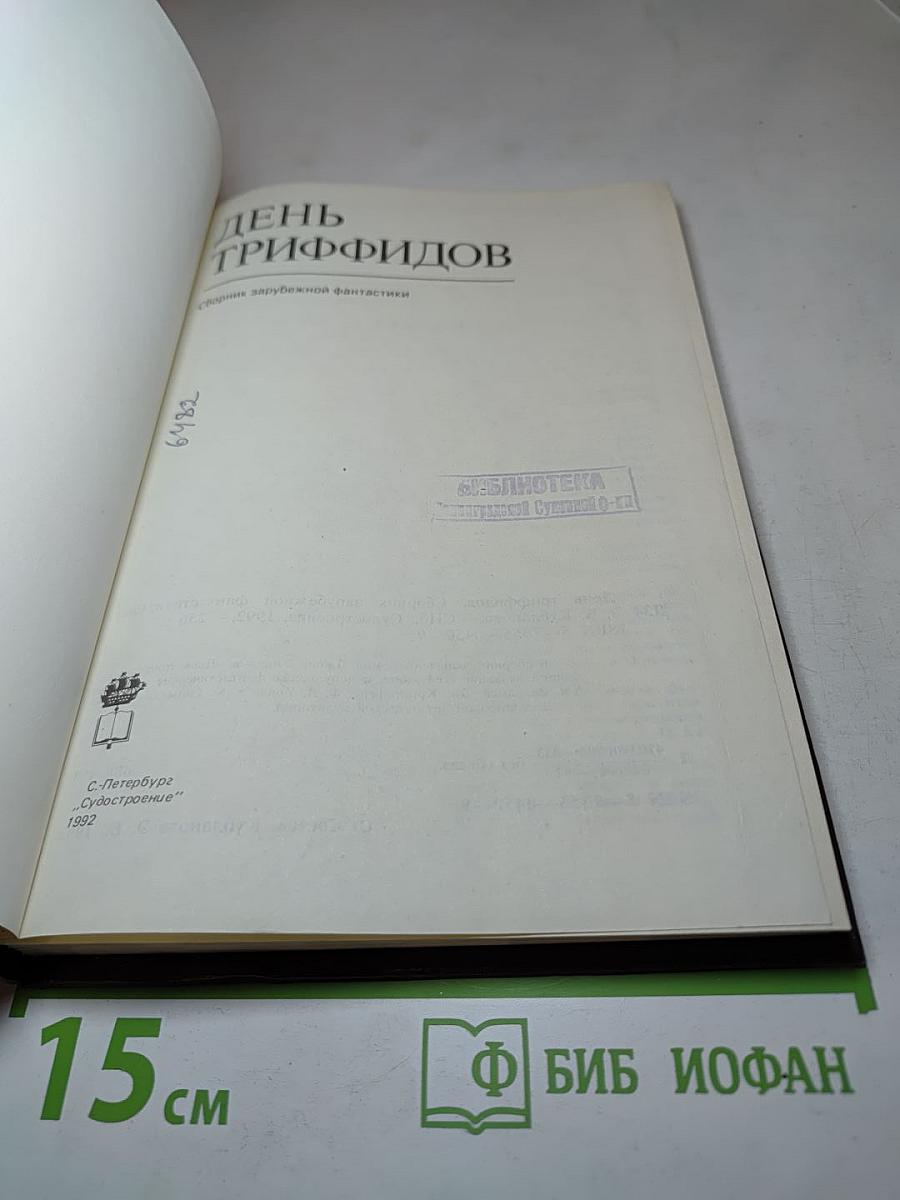 ДЕНЬ
ТРИФФИДОВ
Сборник зарубежной фантастики
6482
БИБЛИОТЕКА
С.-Петербург
„Судостроение“
1992
15 см
Ф БИБ ИОФАН